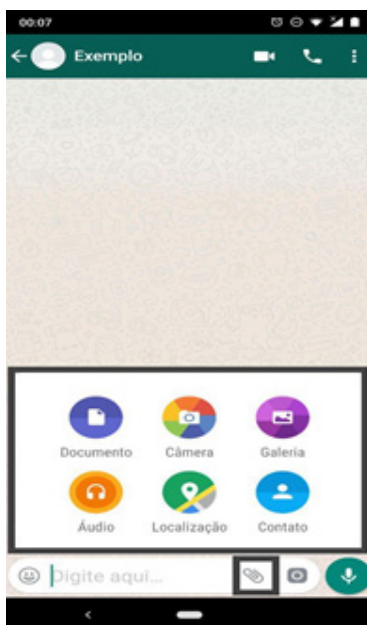 00:07
Exemplo
Documento Câmera Galeria
Áudio Localização Contato
Digite aqui...